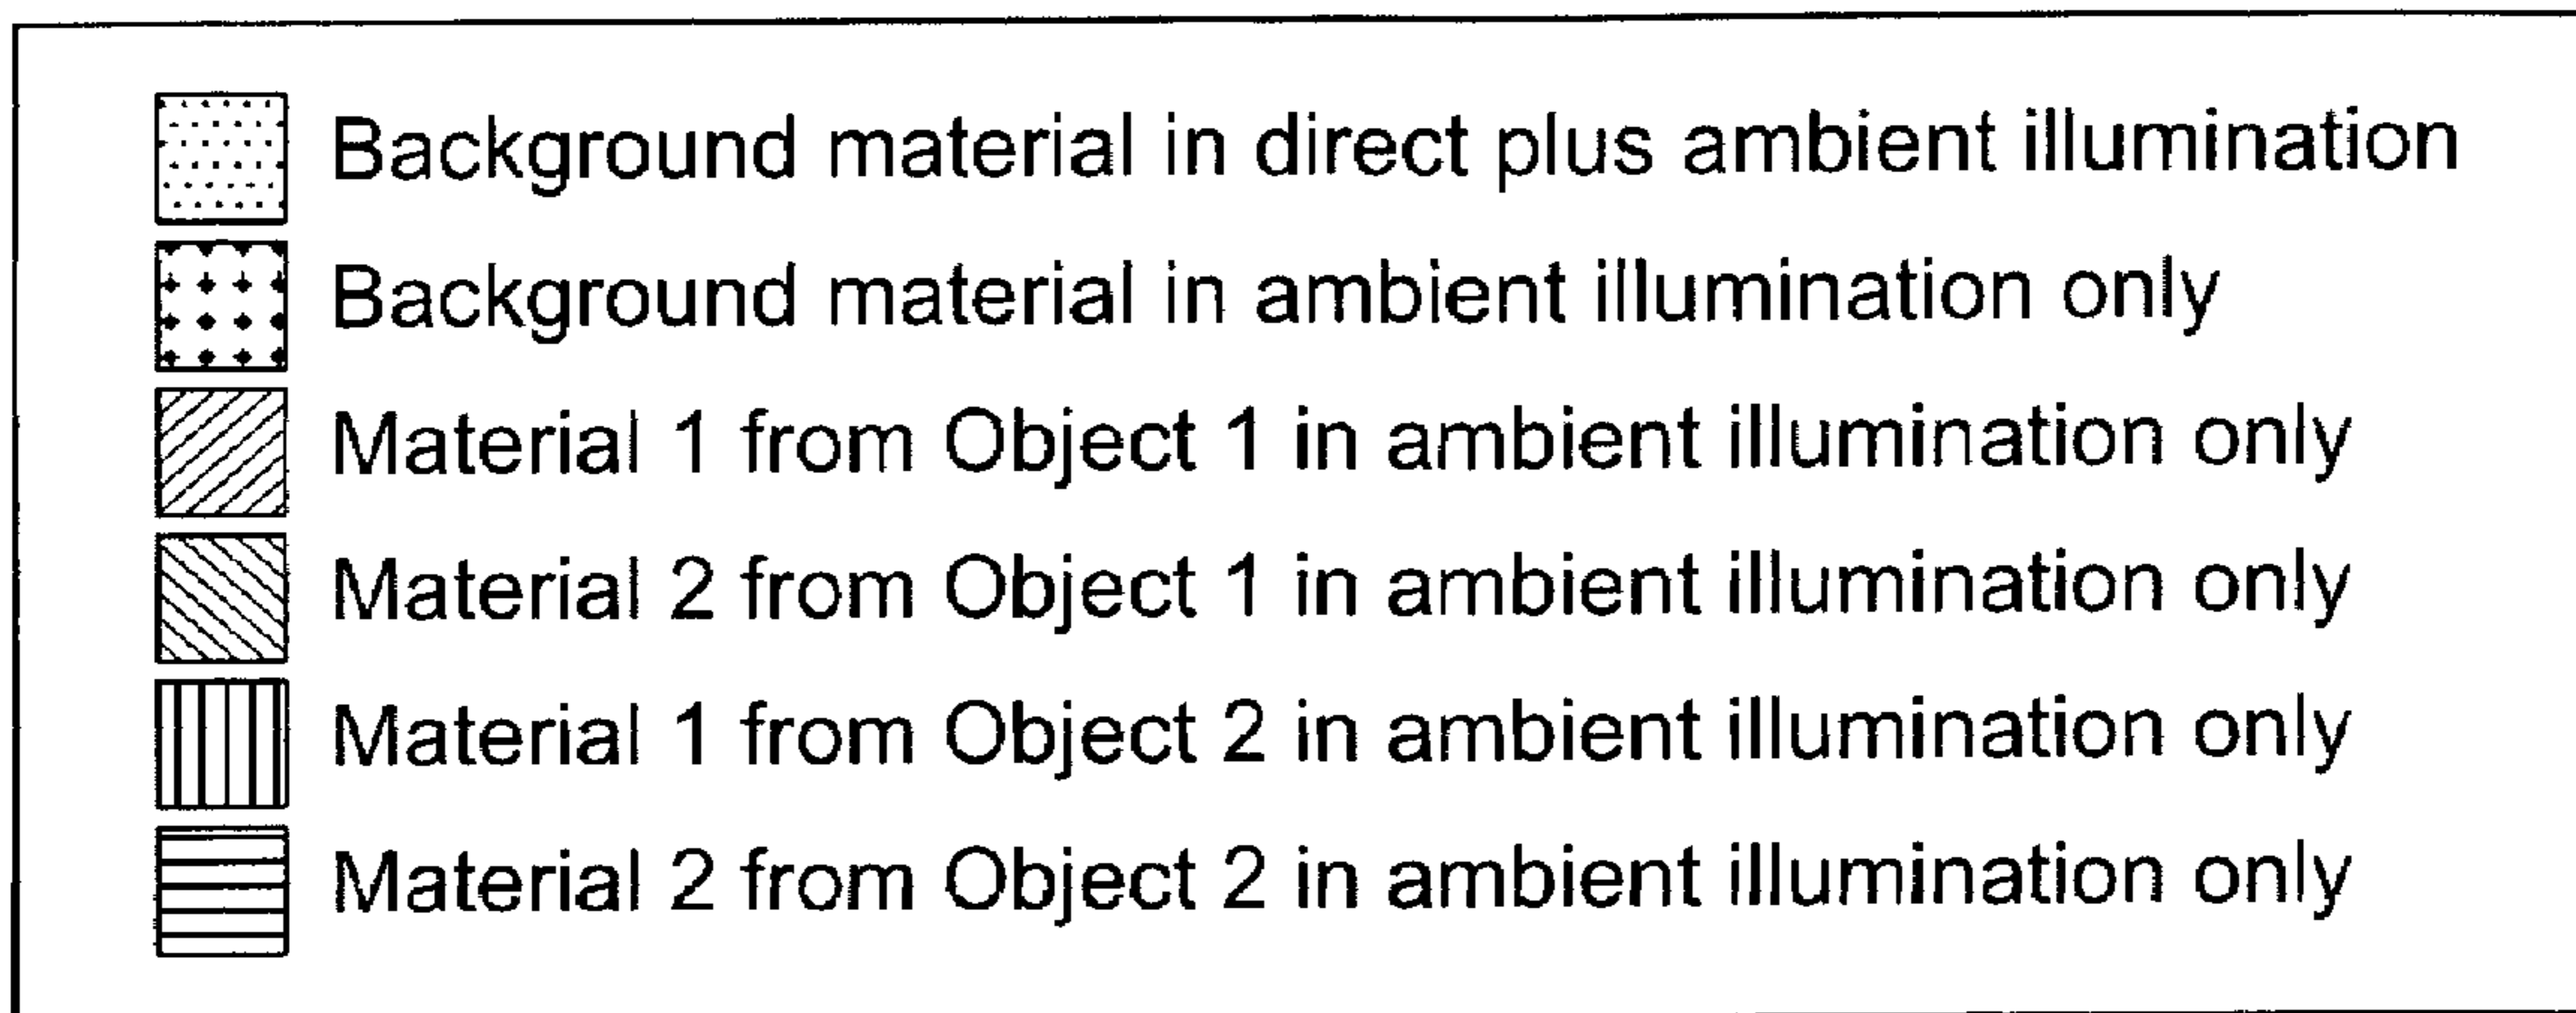 Background material in direct plus ambient illumination
Background material in ambient illumination only
Material 1 from Object 1 in ambient illumination only
Material 2 from Object 1 in ambient illumination only
Material 1 from Object 2 in ambient illumination only
Material 2 from Object 2 in ambient illumination only